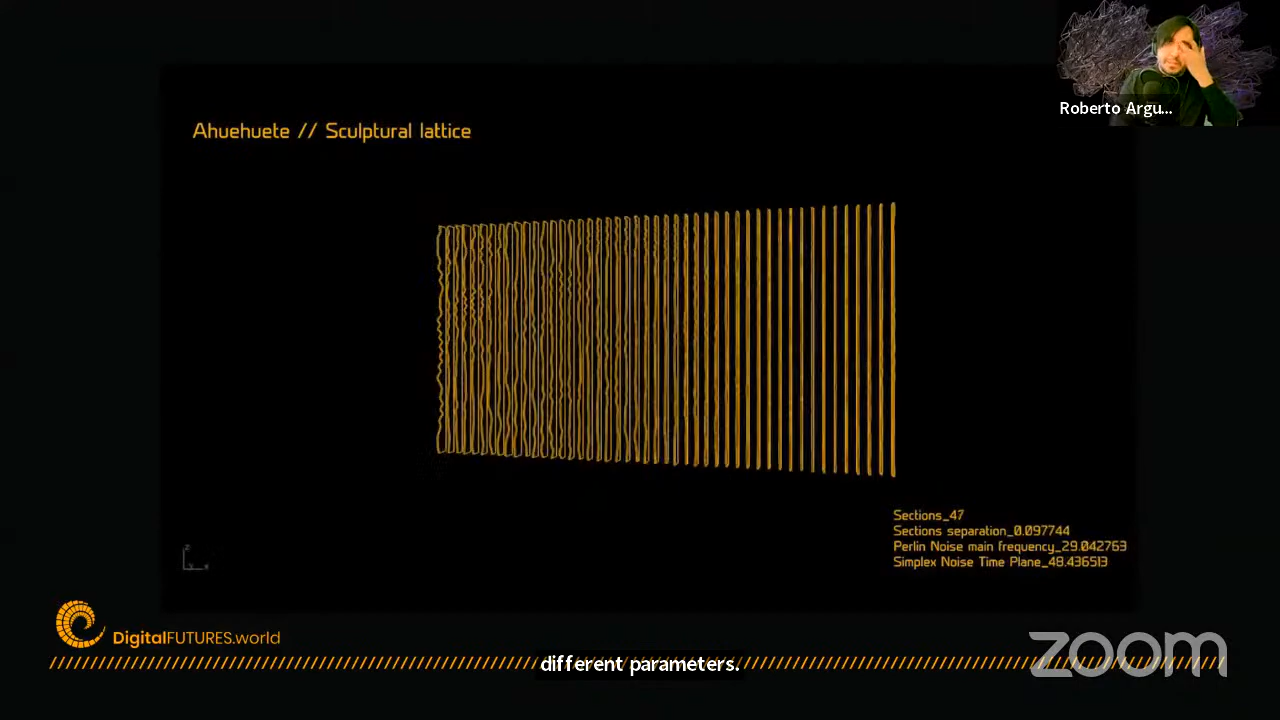 Roberto Argu...
Ahuehuete // Sculptural lattice
Sections_47
Sections separation_0.097744
Perlin Noise main frequency_29.042763
Simplex Noise Time Plane_48.436513
z
y x
DigitalFUTURES.world
different parameters.
zoom